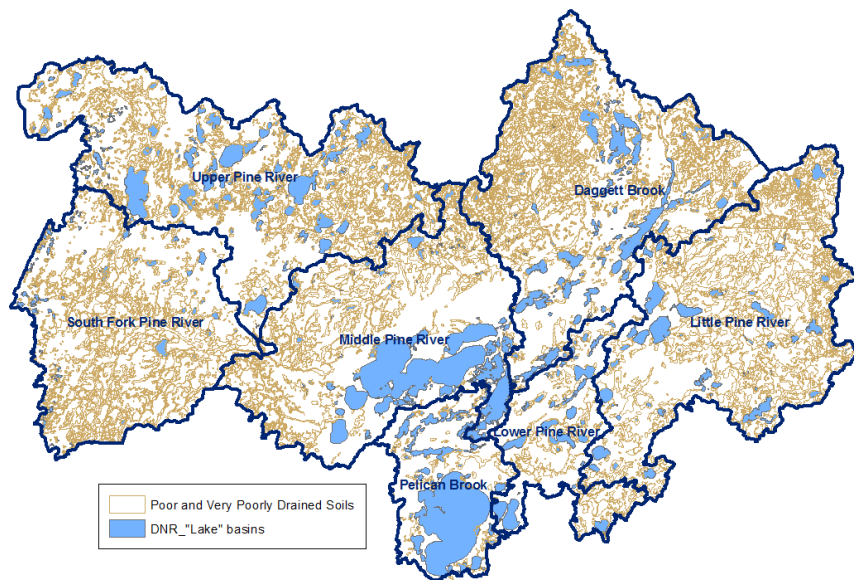 Upper Pine River
Daggett Brook
South Fork Pine River
Middle Pine River
Little Pine River
Lower Pine River
Pelican Brook
Poor and Very Poorly Drained Soils
DNR_"Lake" basins